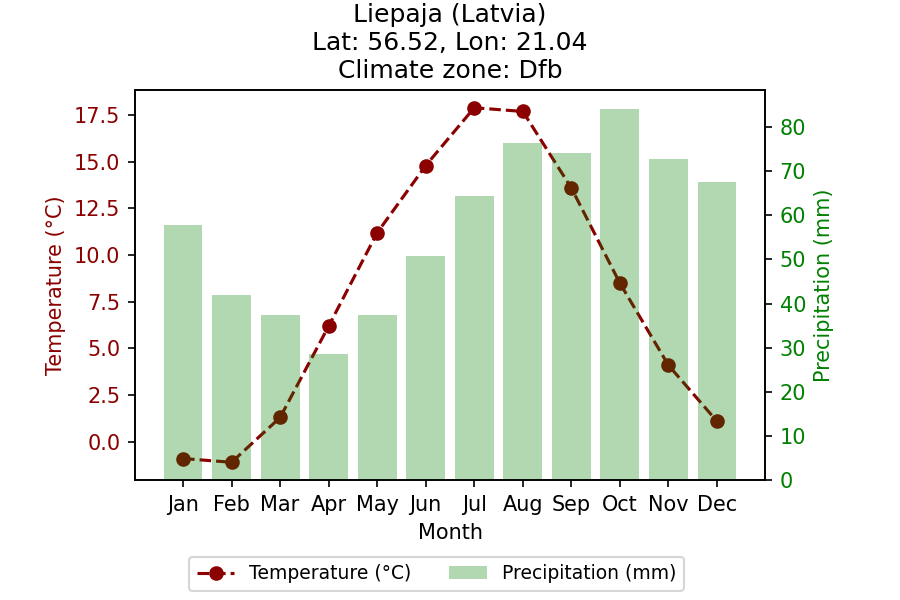 Liepaja (Latvia)
Lat: 56.52, Lon: 21.04
Climate zone: Dfb
17.5
15.0
12.5
10.0
7.5
5.0
2.5
0.0
Temperature (°C)
80
70
60
50
40
30
20
10
0
Precipitation (mm)
Jan Feb Mar Apr May Jun Jul Aug Sep Oct Nov Dec
Month
Temperature (°C) Precipitation (mm)